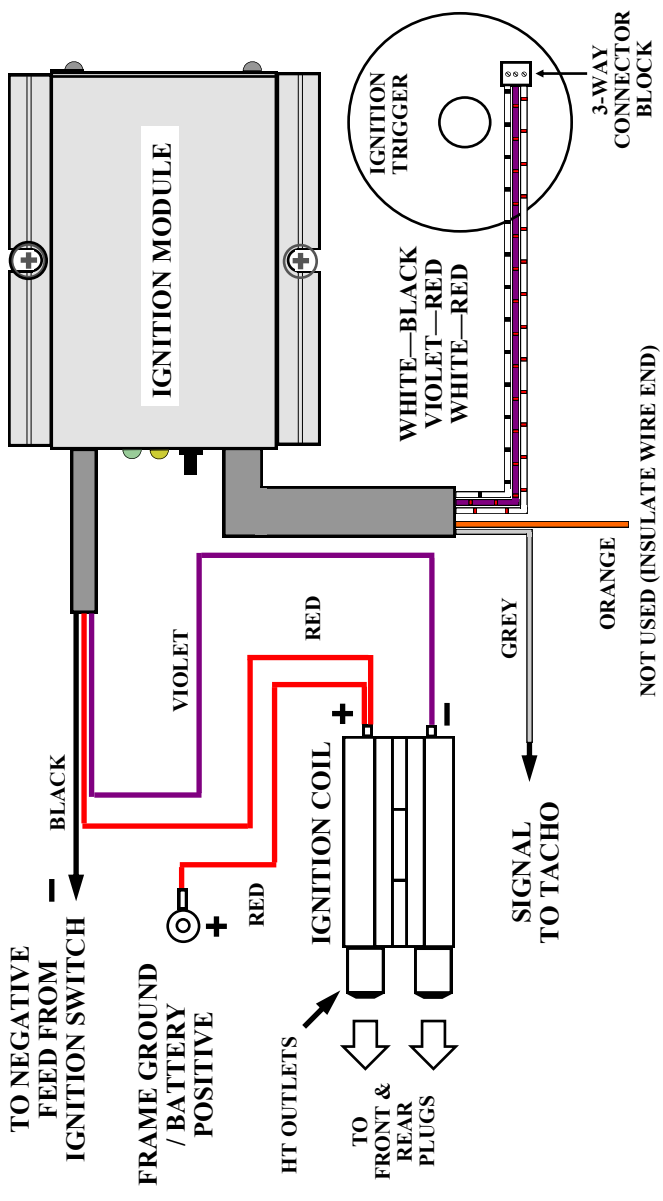 IGNITION MODULE
IGNITION
TRIGGER
3-WAY
CONNECTOR
BLOCK
WHITE—BLACK
VIOLET—RED
WHITE—RED
NOT USED (INSULATE WIRE END)
ORANGE
GREY
RED
VIOLET
BLACK
+
−
−
IGNITION COIL
SIGNAL
TO TACHO
RED
+
TO NEGATIVE
FEED FROM
IGNITION SWITCH
FRAME GROUND
/ BATTERY
POSITIVE
HT OUTLETS
TO
FRONT &
REAR
PLUGS